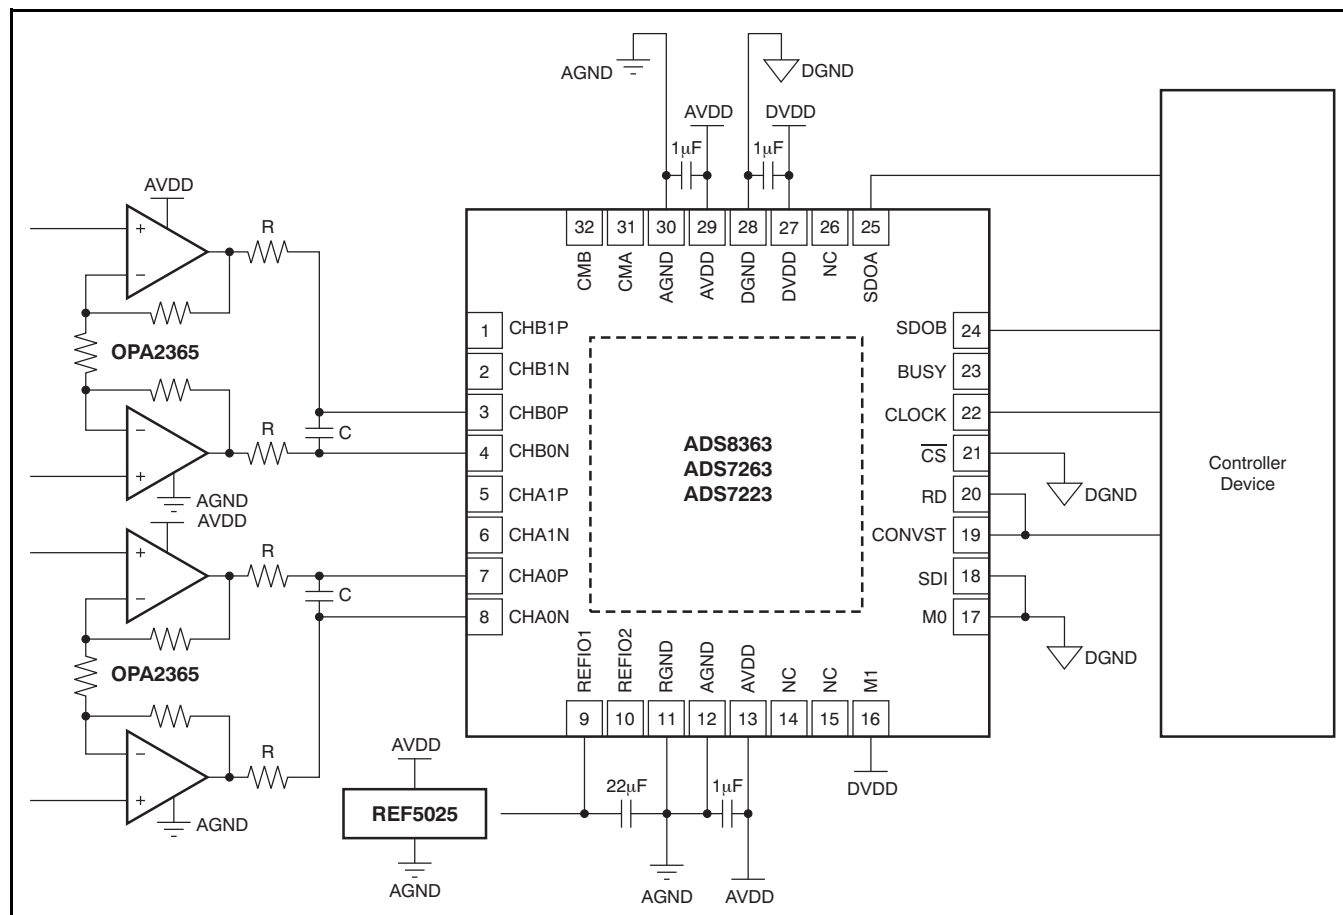 AGND
DGND
AVDD
DVDD
1µF
1µF
AVDD
R
OPA2365
R
C
AGND
AVDD
R
C
OPA2365
R
AGND
32 31 30 29 28 27 26 25
CMB CMA AGND AVDD DGND DVDD NC SDOA
1 CHB1P
2 CHB1N
3 CHB0P
4 CHB0N
5 CHA1P
6 CHA1N
7 CHA0P
8 CHA0N
ADS8363
ADS7263
ADS7223
SDOB 24
BUSY 23
CLOCK 22
CS 21
RD 20
CONVST 19
SDI 18
M0 17
DGND
DGND
Controller
Device
REFIO1 REFIO2 RGND AGND AVDD NC NC M1
9 10 11 12 13 14 15 16
AVDD
REF5025
AGND
22µF
1µF
DVDD
AGND
AVDD